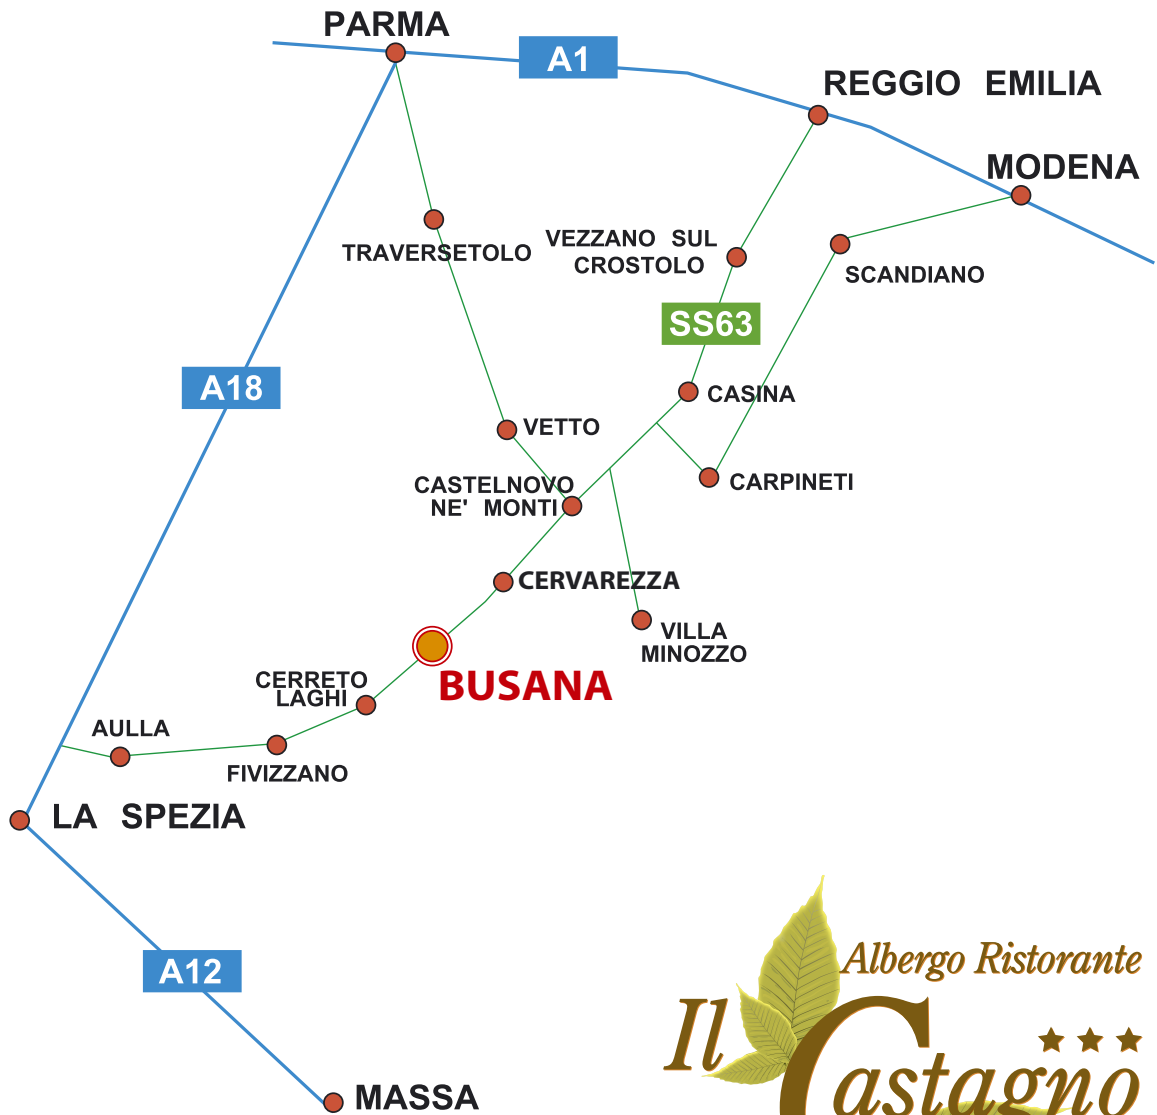 PARMA
A1
REGGIO EMILIA
MODENA
TRAVERSETOLO
VEZZANO SUL
CROSTOLO
SCANDIANO
SS63
A18
CASINA
VETTO
CASTELNOVO
NE' MONTI
CARPINETI
CERVAREZZA
VILLA
MINOZZO
BUSANA
CERRETO
LAGHI
AULLA
FIVIZZANO
LA SPEZIA
A12
MASSA
Albergo Ristorante
Il Castagno